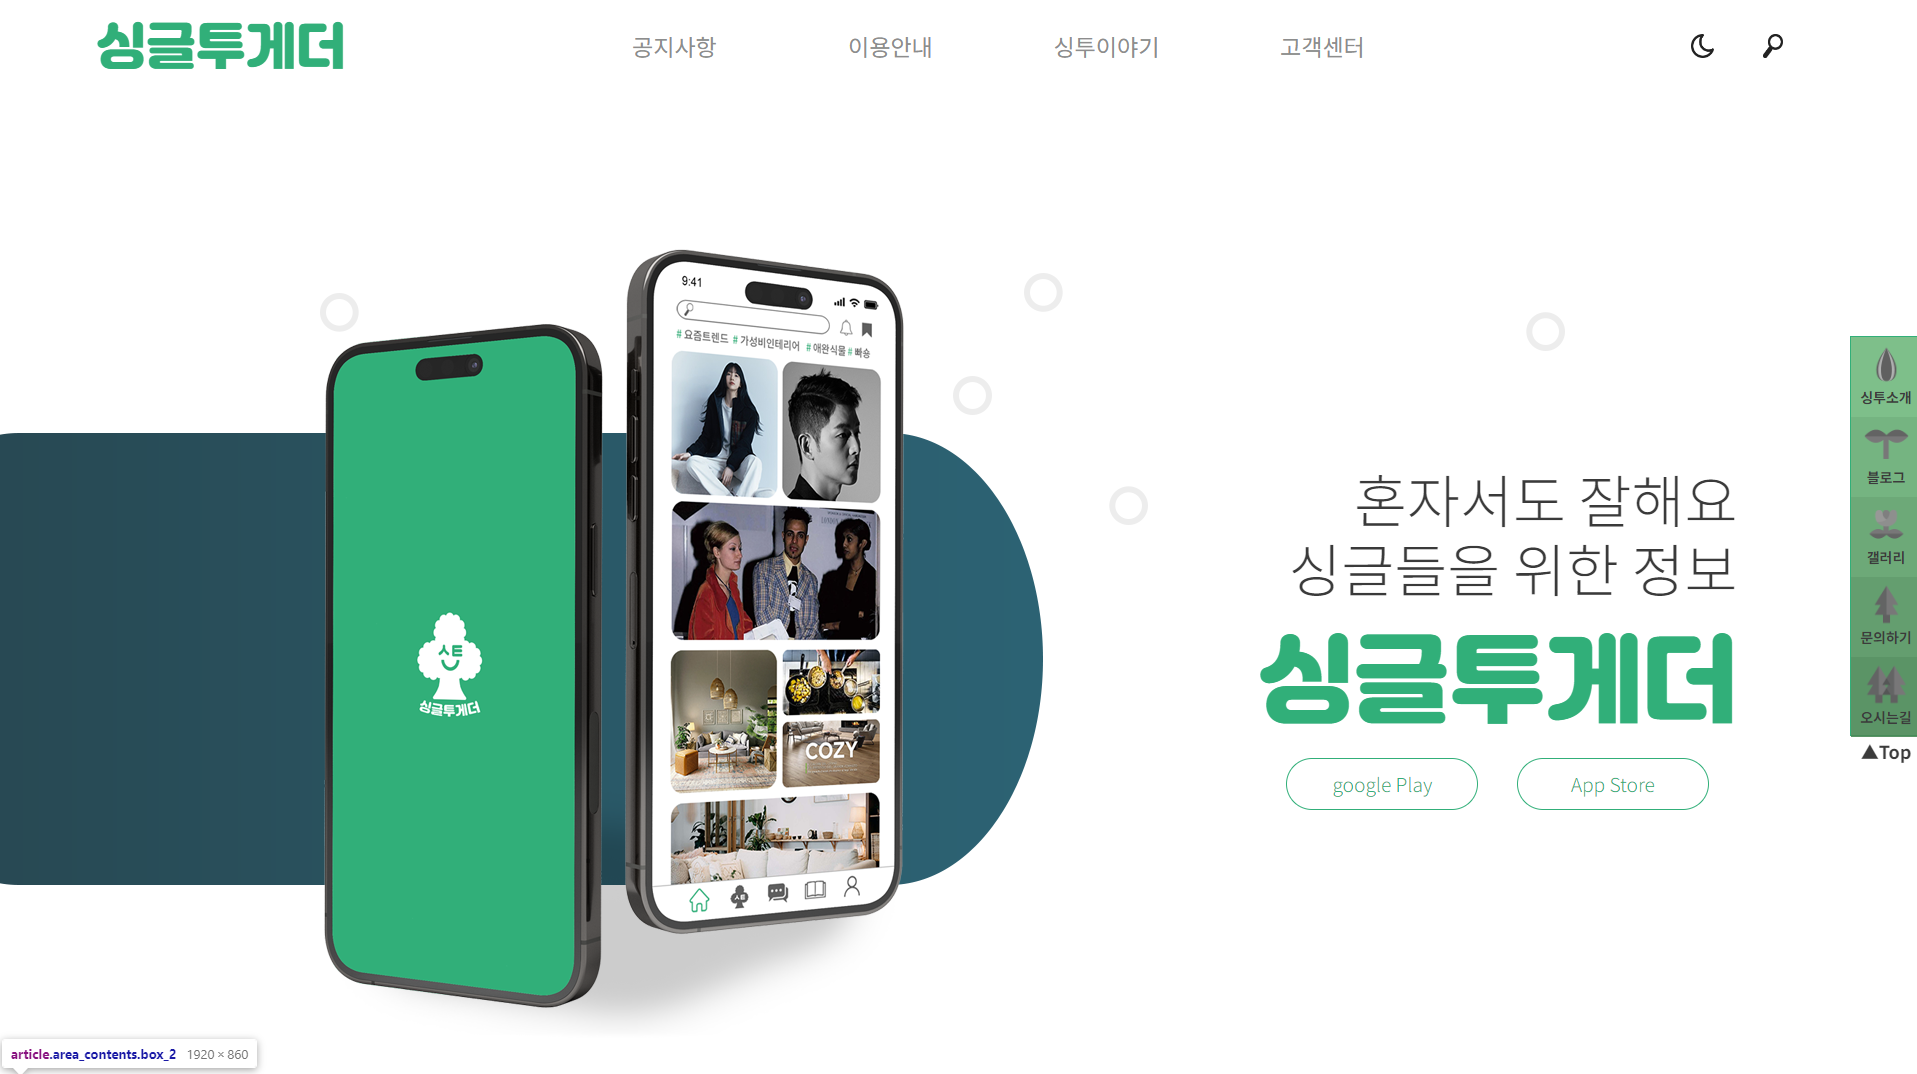 싱글투게더
공지사항
이용안내
싱투이야기
고객센터
9:41
# 요즘트렌드 # 가성비인테리어 # 애완식물 # 빠숑
COZY
스트
싱글투게더
혼자서도 잘해요
싱글들을 위한 정보
싱글투게더
google Play
App Store
싱투소개
블로그
갤러리
문의하기
오시는길
▲Top
article.area_contents.box_2 1920 × 860